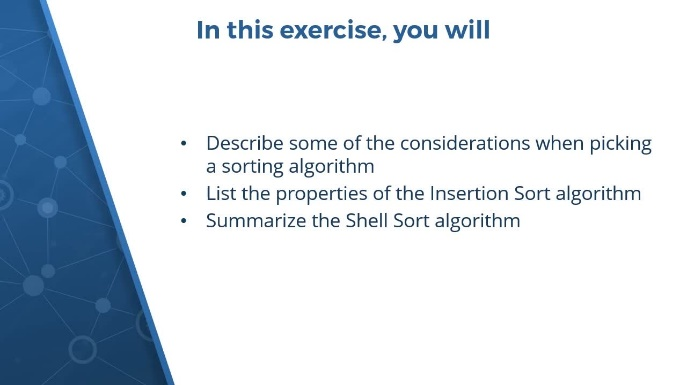 In this exercise, you will
• Describe some of the considerations when picking
a sorting algorithm
• List the properties of the Insertion Sort algorithm
• Summarize the Shell Sort algorithm